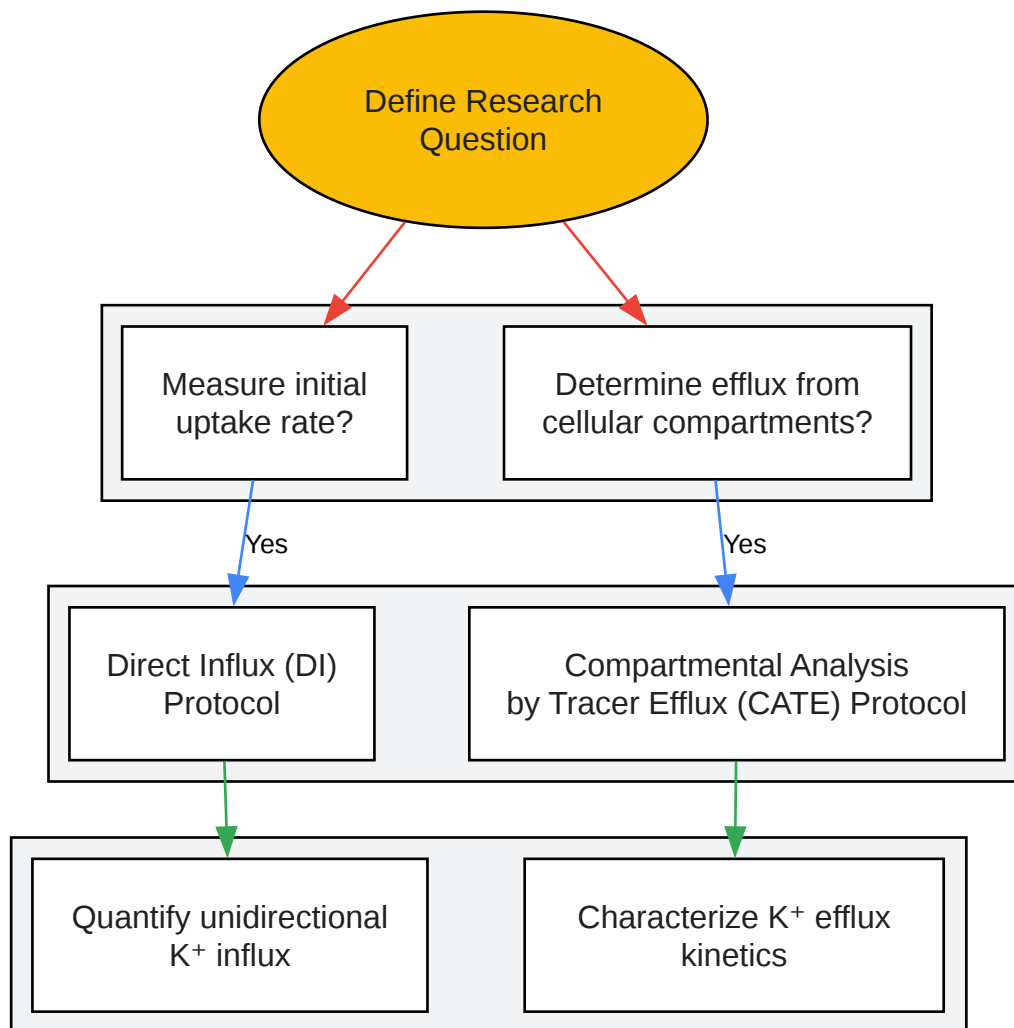 Define Research
Question
Measure initial
uptake rate?
Determine efflux from
cellular compartments?
Yes
Yes
Direct Influx (DI)
Protocol
Compartmental Analysis
by Tracer Efflux (CATE) Protocol
Quantify unidirectional
K⁺ influx
Characterize K⁺ efflux
kinetics